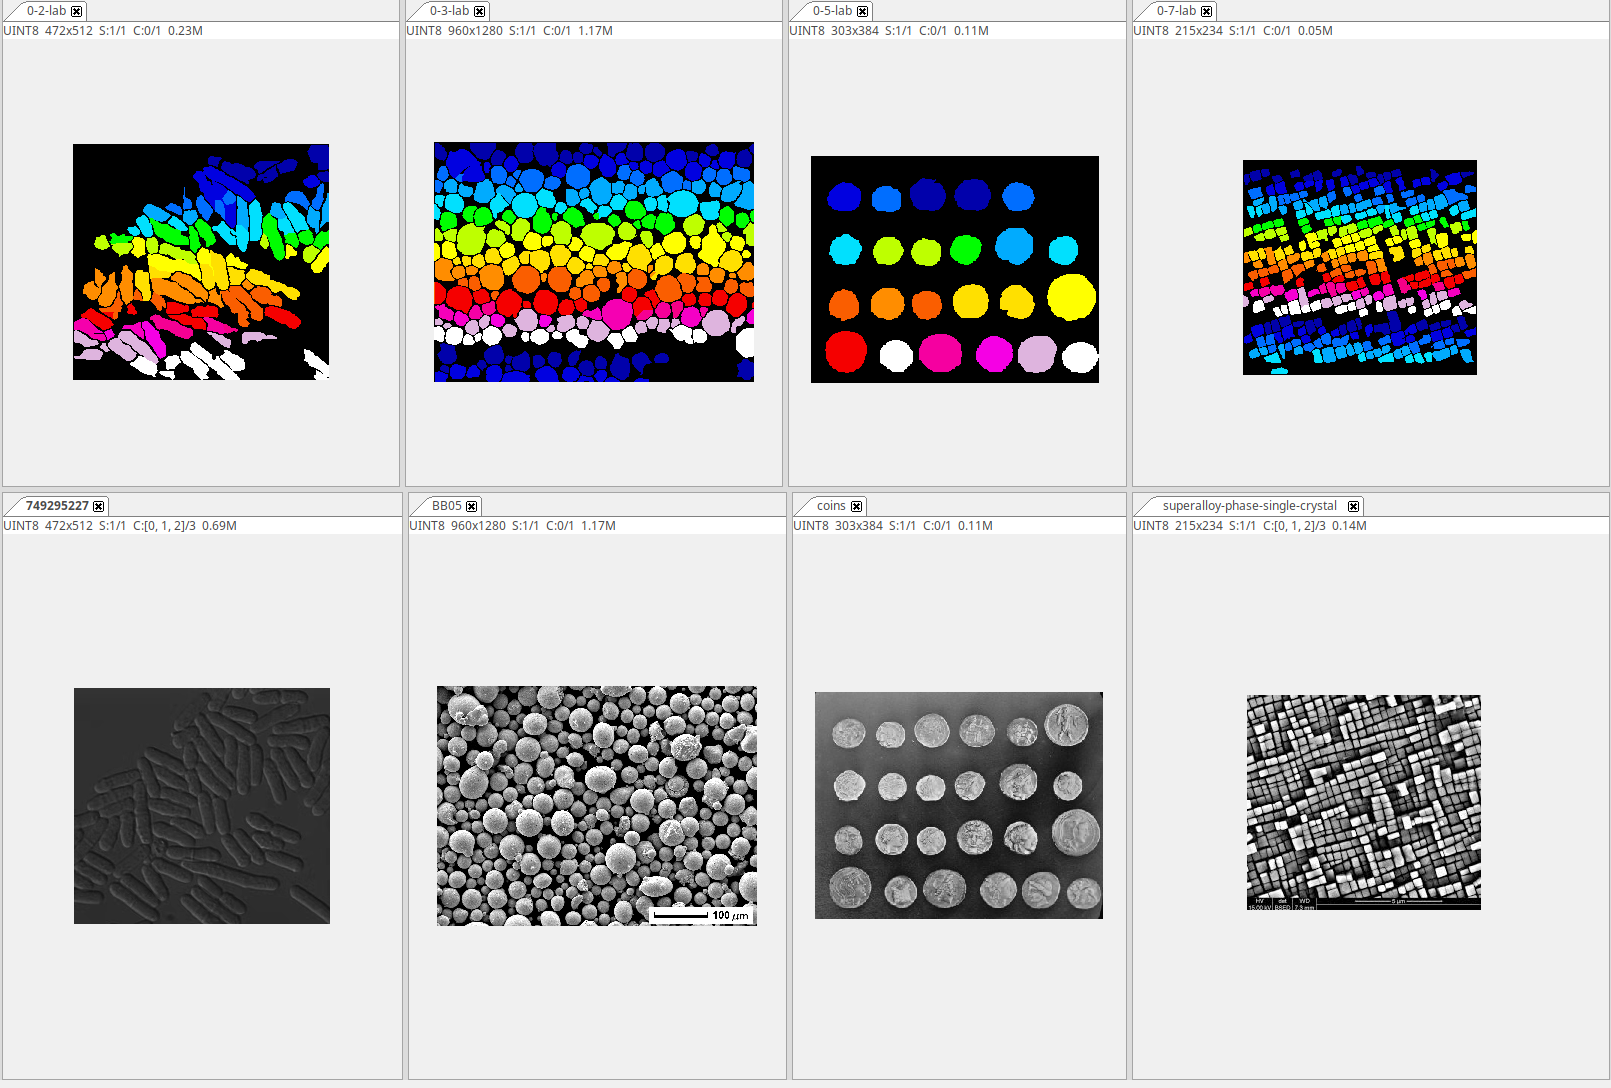 0-2-lab
UINT8 472x512 S:1/1 C:0/1 0.23M
0-3-lab
UINT8 960x1280 S:1/1 C:0/1 1.17M
0-5-lab
UINT8 303x384 S:1/1 C:0/1 0.11M
0-7-lab
UINT8 215x234 S:1/1 C:0/1 0.05M
749295227
UINT8 472x512 S:1/1 C:[0, 1, 2]/3 0.69M
BB05
UINT8 960x1280 S:1/1 C:0/1 1.17M
100 μm
coins
UINT8 303x384 S:1/1 C:0/1 0.11M
superalloy-phase-single-crystal
UINT8 215x234 S:1/1 C:[0, 1, 2]/3 0.14M
HV det WD
15.00 kV BSED 7.3 mm 5 μm